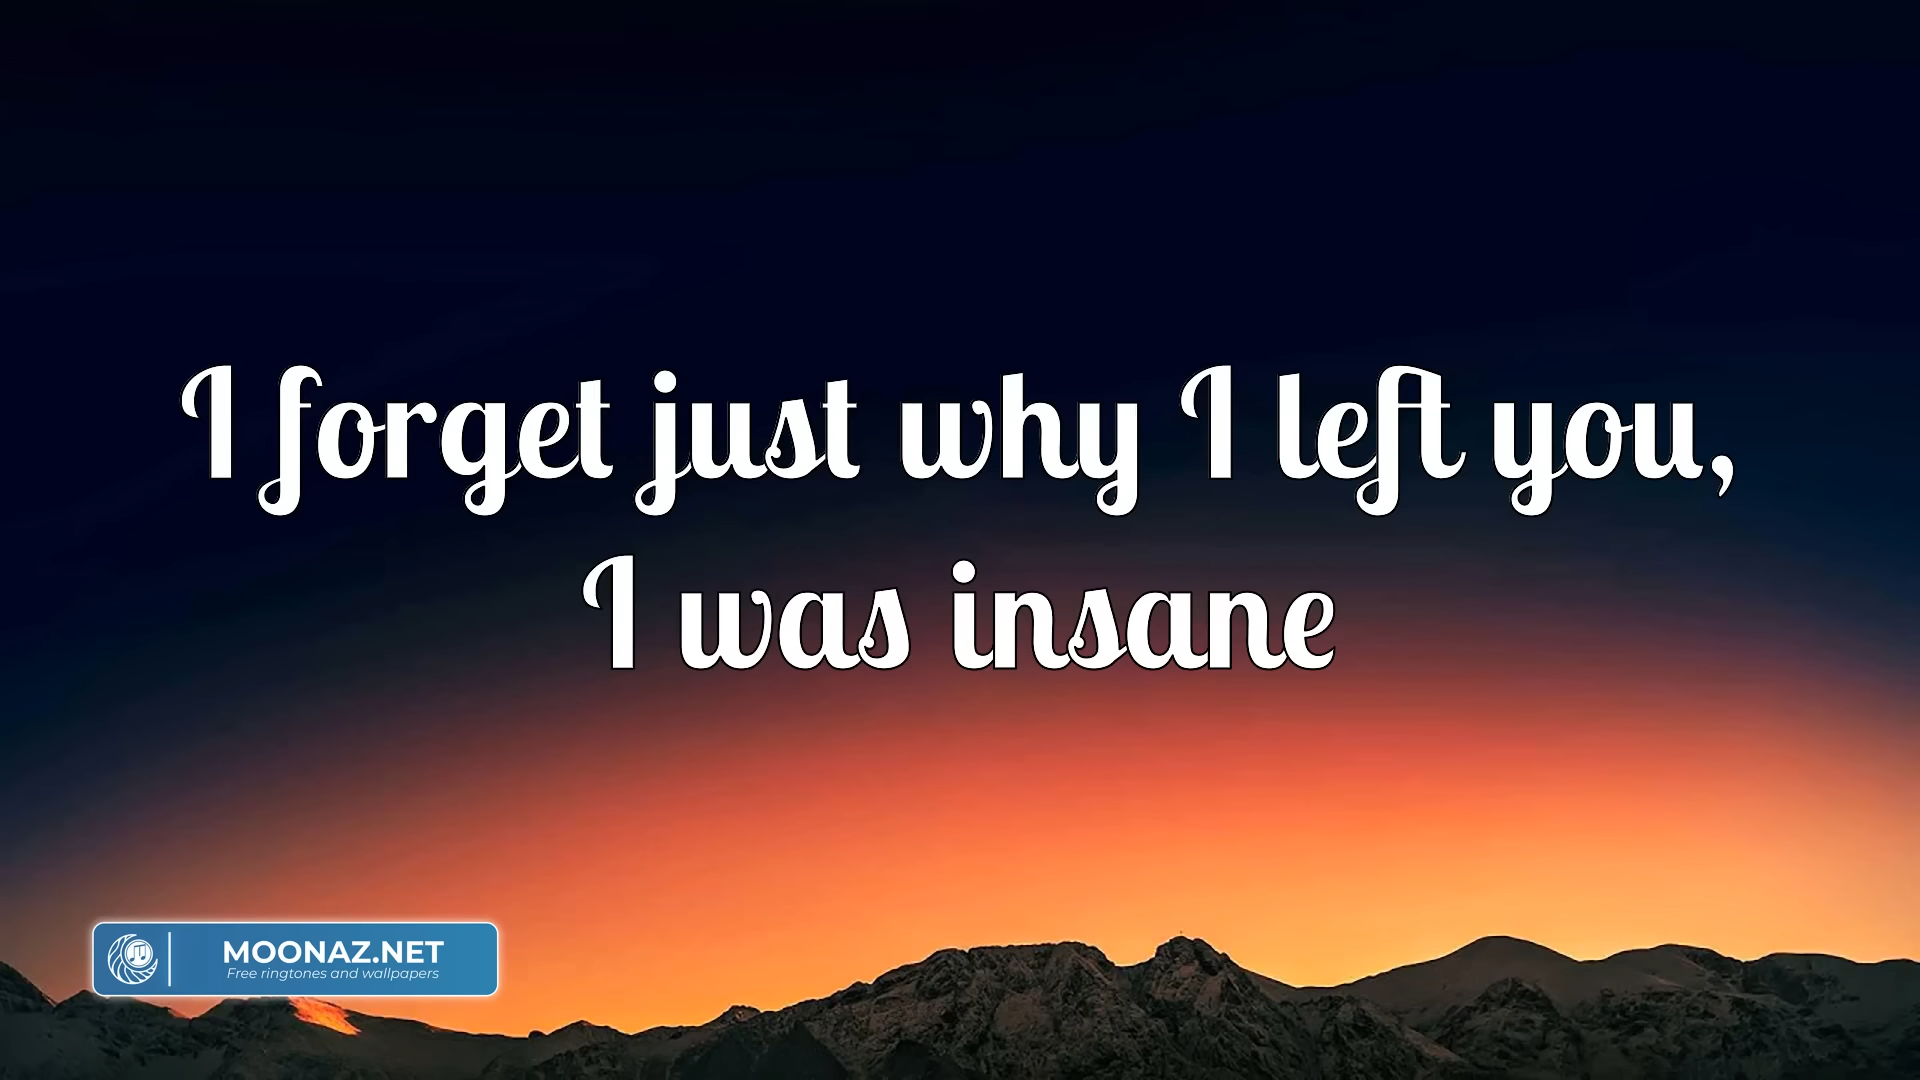 I forget just why I left you,
I was insane
MOONAZ.NET
Free ringtones and wallpapers